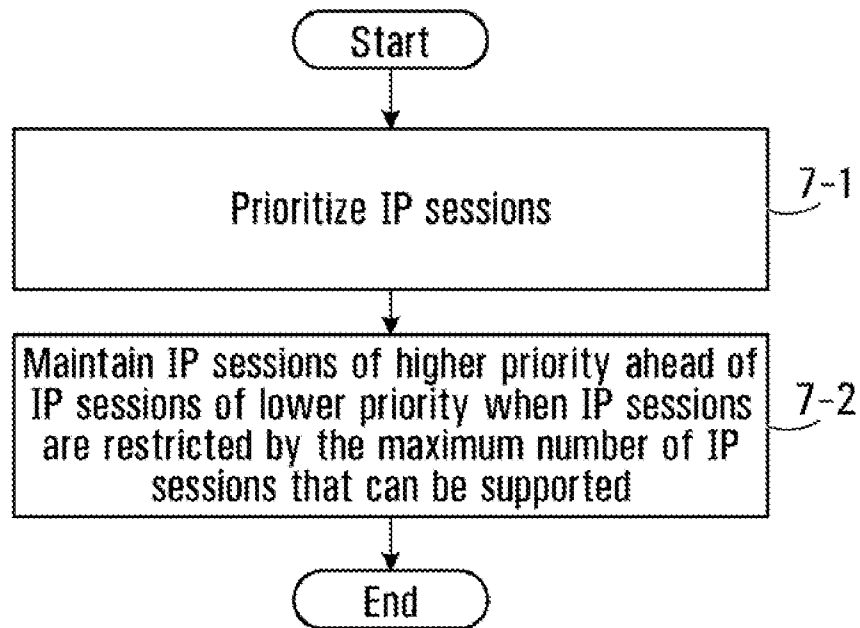 Start
Prioritize IP sessions
7-1
Maintain IP sessions of higher priority ahead of
IP sessions of lower priority when IP sessions
are restricted by the maximum number of IP
sessions that can be supported
7-2
End